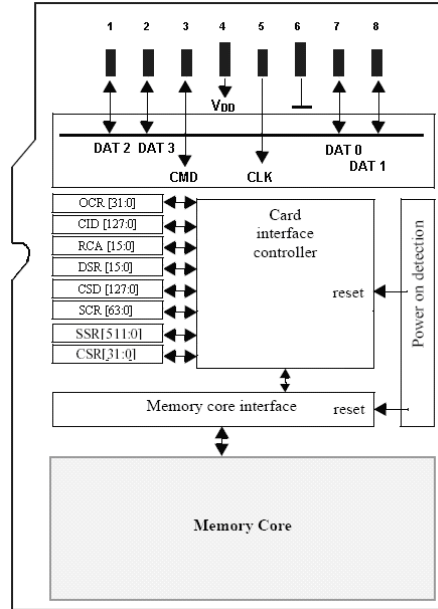 1 2 3 4 5 6 7 8
VDD
DAT 2 DAT 3 DAT 0
DAT 1
CMD CLK
OCR [31:0]
CID [127:0]
RCA [15:0]
DSR [15:0]
CSD [127:0]
SCR [63:0]
SSR[511:0]
CSR[31:0]
Card
interface
controller
reset
Power on detection
Memory core interface reset
Memory Core